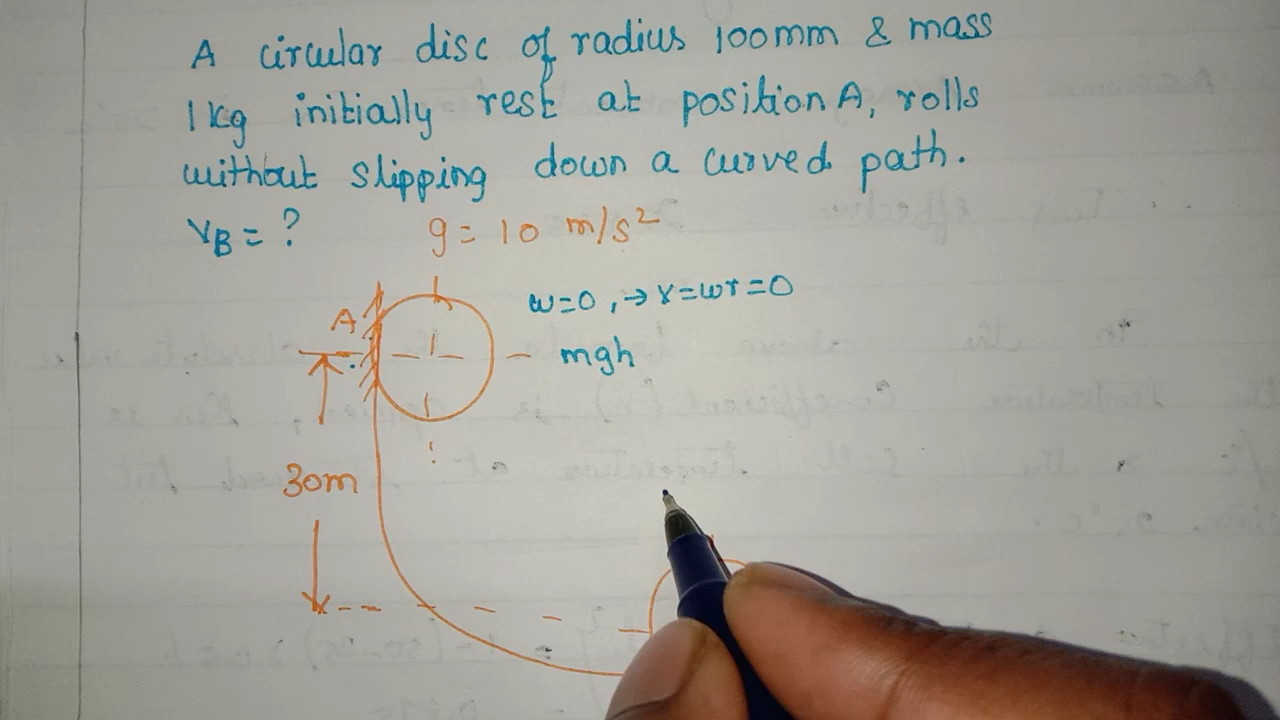 A circular disc of radius 100mm & mass
1kg initially rest at position A, rolls
without slipping down a curved path.
VB = ? g = 10 m/s²
ω=0, → v=ωr=0
A
mgh
30m